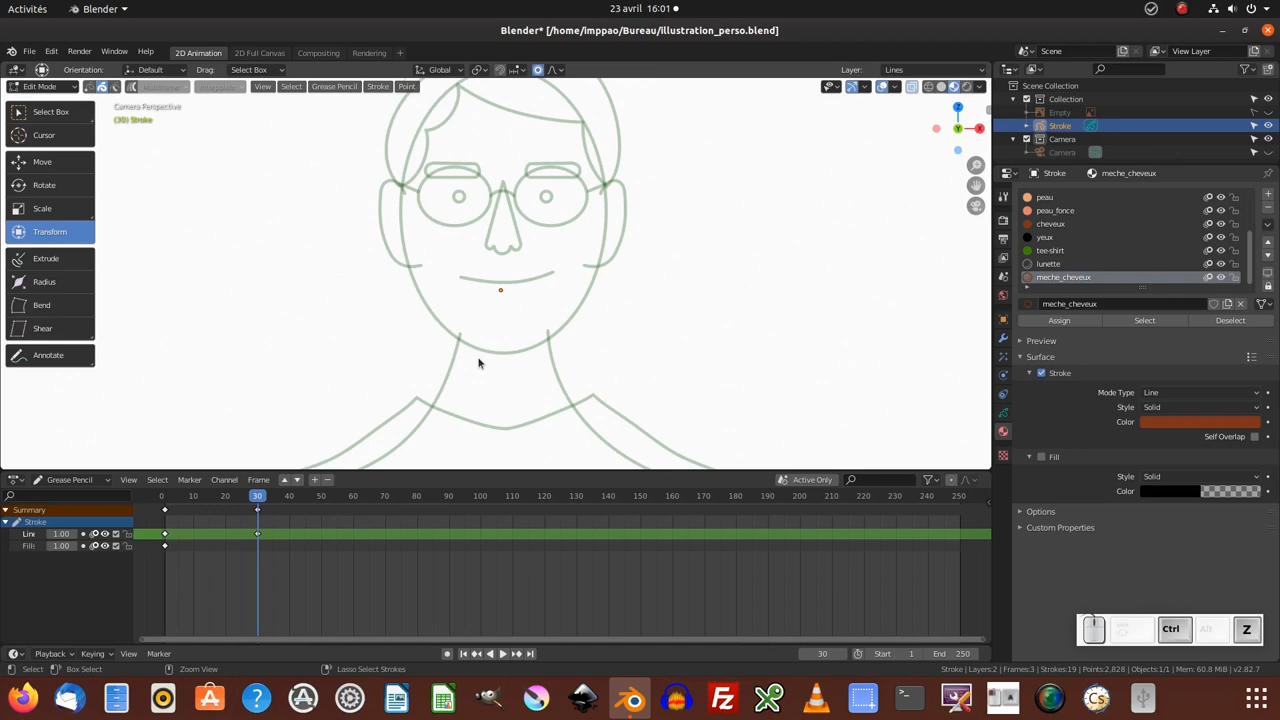 Activités
Blender
23 avril 16:01
Blender* [/home/imppao/Bureau/illustration_perso.blend]
File Edit Render Window Help
2D Animation 2D Full Canvas Compositing Rendering +
Scene
View Layer
Orientation: Default Drag: Select Box
Global
Layer: Lines
Edit Mode
View Select Grease Pencil Stroke Point
Camera Perspective
(30) Stroke
Select Box
Cursor
Move
Rotate
Scale
Transform
Extrude
Radius
Bend
Shear
Annotate
Z
Y
X
Scene Collection
Collection
Empty
Stroke
Camera
Camera
Stroke
meche_cheveux
peau
peau_fonce
cheveux
yeux
tee-shirt
lunette
meche_cheveux
meche_cheveux
Assign Select Deselect
Preview
Surface
Stroke
Mode Type Line
Style Solid
Color
Self Overlap
Fill
Style Solid
Color
Options
Custom Properties
Grease Pencil View Select Marker Channel Frame
Active Only
0 10 20 30 40 50 60 70 80 90 100 110 120 130 140 150 160 170 180 190 200 210 220 230 240 250
Summary
Stroke
Line 1.00
Fills 1.00
Playback Keying View Marker
30
Start 1
End 250
Ctrl Alt Z
Select
Box Select
Zoom View
Lasso Select Strokes
Stroke | Layers:2 | Frames:3 | Strokes:19 | Points:2,828 | Objects:1/1 | Mem: 60.8 MiB | v2.82.7